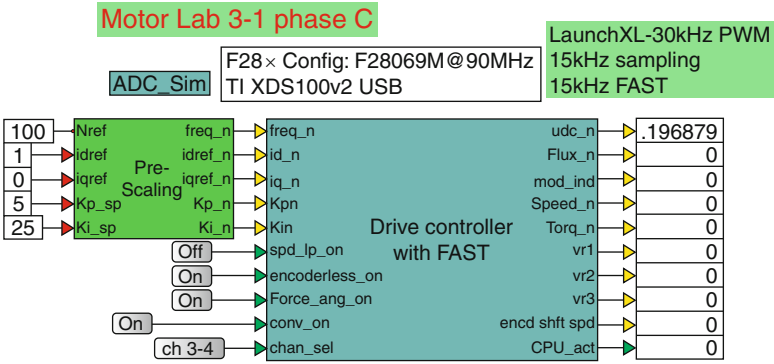 Motor Lab 3-1 phase C
LaunchXL-30kHz PWM
15kHz sampling
15kHz FAST
F28× Config: F28069M@90MHz
TI XDS100v2 USB
ADC_Sim
100 Nref freq_n freq_n udc_n .196879
1 idref idref_n id_n Flux_n 0
0 iqref iqref_n iq_n mod_ind 0
Pre-Scaling
5 Kp_sp Kp_n Kpn Speed_n 0
25 Ki_sp Ki_n Kin Torq_n 0
Drive controller with FAST
Off spd_lp_on vr1 0
On encoderless_on vr2 0
On Force_ang_on vr3 0
On conv_on encd shft spd 0
ch 3-4 chan_sel CPU_act 0